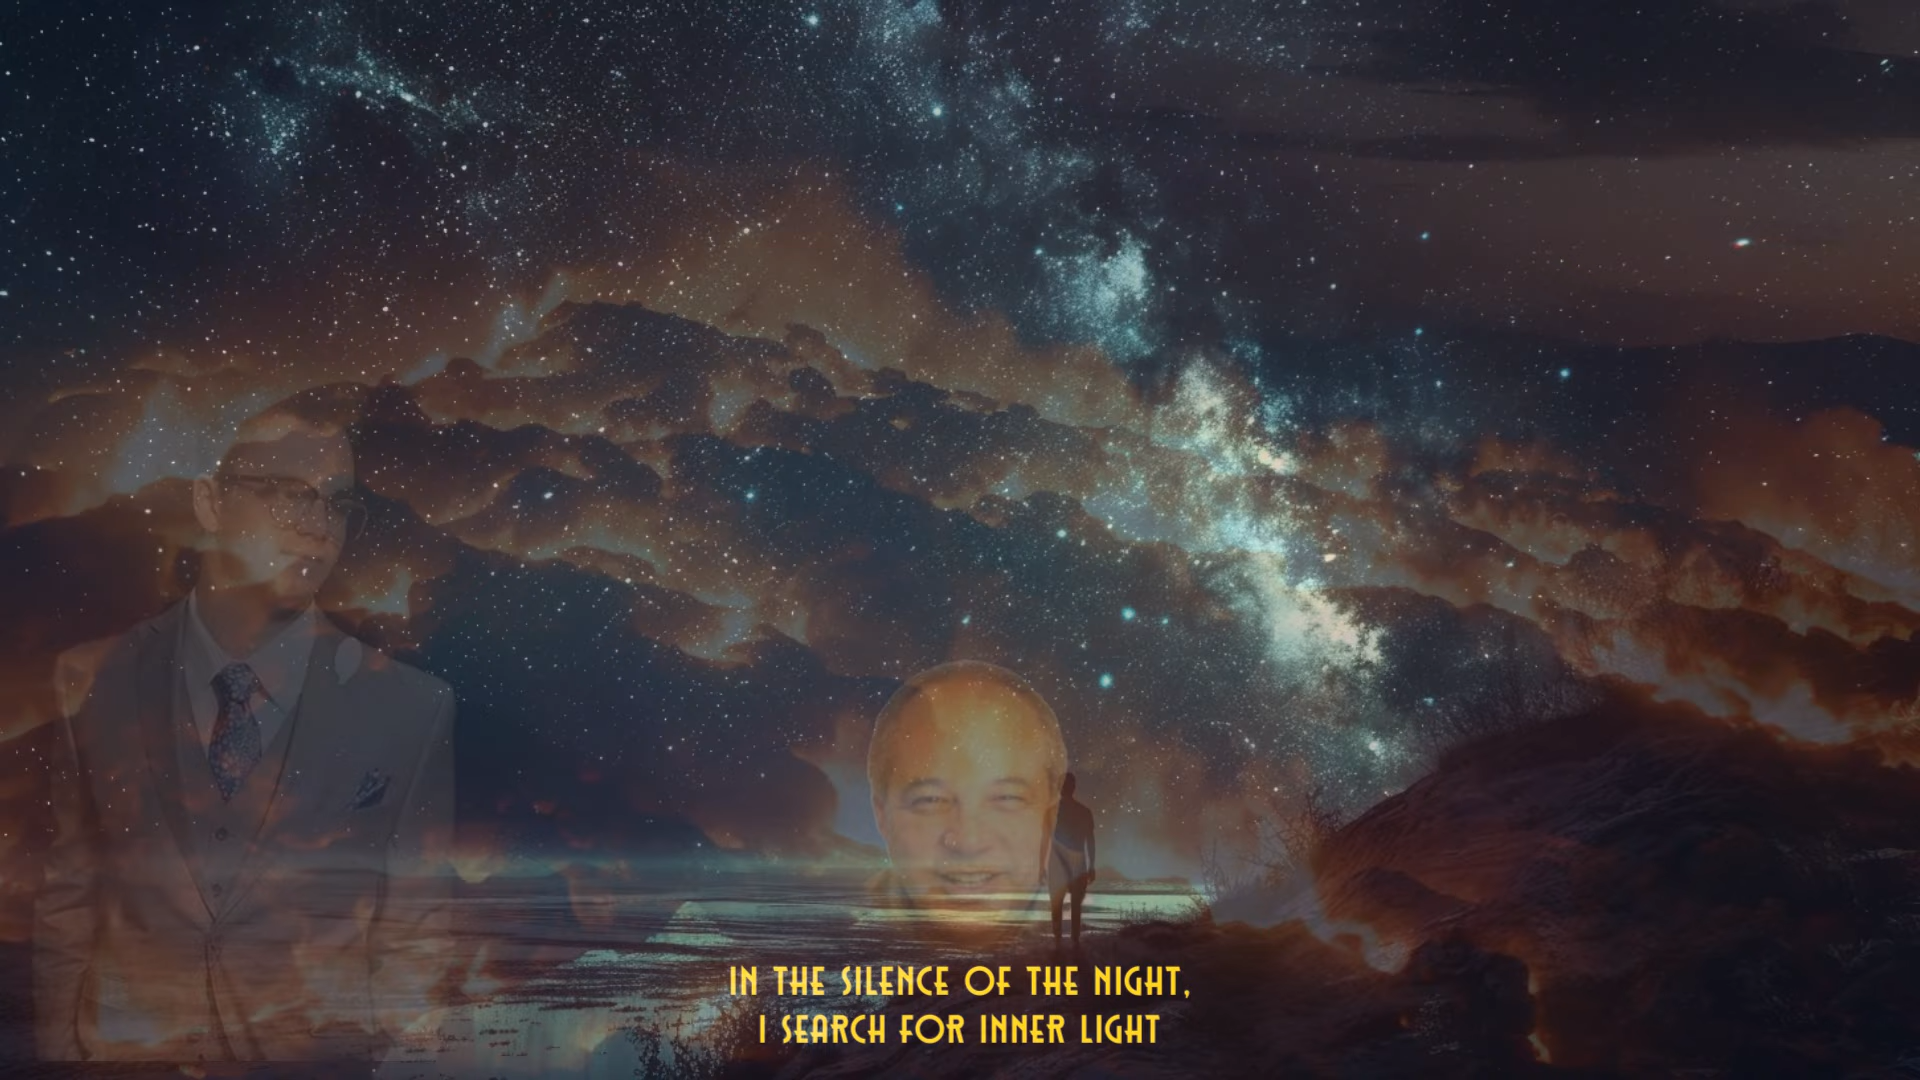 IN THE SILENCE OF THE NIGHT,
I SEARCH FOR INNER LIGHT